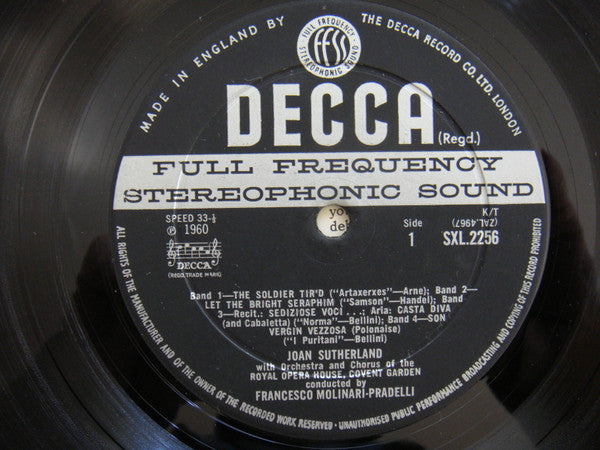 MADE IN ENGLAND BY
THE DECCA RECORD CO. LTD. LONDON
FULL FREQUENCY
FFSS
STEREOPHONIC SOUND
DECCA (Regd.)
FULL FREQUENCY
STEREOPHONIC SOUND
SPEED 33-⅓
℗ 1960
DECCA
(REGD. TRADE MARK)
yo
de
Side
1
K/T
(ZAL.4967)
SXL.2256
Band 1—THE SOLDIER TIR'D ("Artaxerxes"—Arne); Band 2—
LET THE BRIGHT SERAPHIM ("Samson"—Handel); Band
3—Recit.: SEDIZIOSE VOCI . . .; Aria: CASTA DIVA
(and Cabaletta) ("Norma"—Bellini); Band 4—SON
VERGIN VEZZOSA (Polonaise)
("I Puritani"—Bellini)
JOAN SUTHERLAND
with Orchestra and Chorus of the
ROYAL OPERA HOUSE, COVENT GARDEN
conducted by
FRANCESCO MOLINARI-PRADELLI
ALL RIGHTS OF THE MANUFACTURER AND OF THE OWNER OF THE RECORDED WORK RESERVED · UNAUTHORISED PUBLIC PERFORMANCE BROADCASTING AND COPYING OF THIS RECORD PROHIBITED